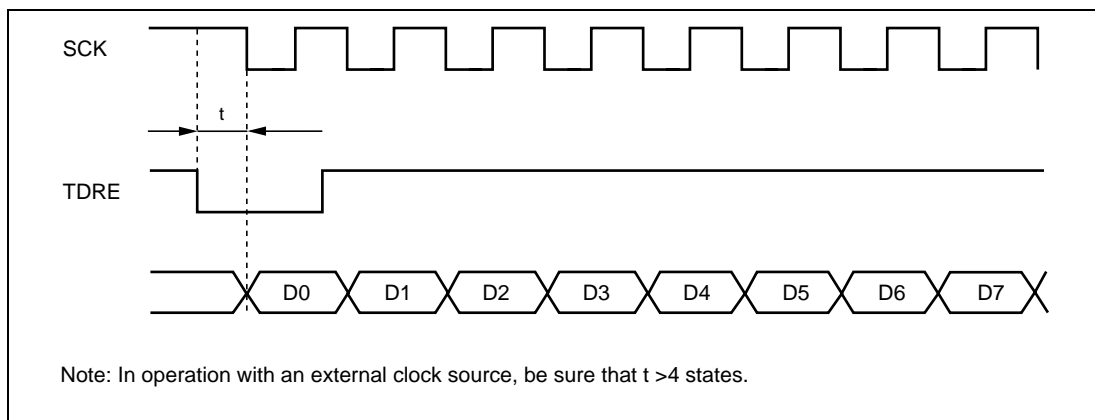 SCK
t
TDRE
D0 D1 D2 D3 D4 D5 D6 D7
Note: In operation with an external clock source, be sure that t >4 states.